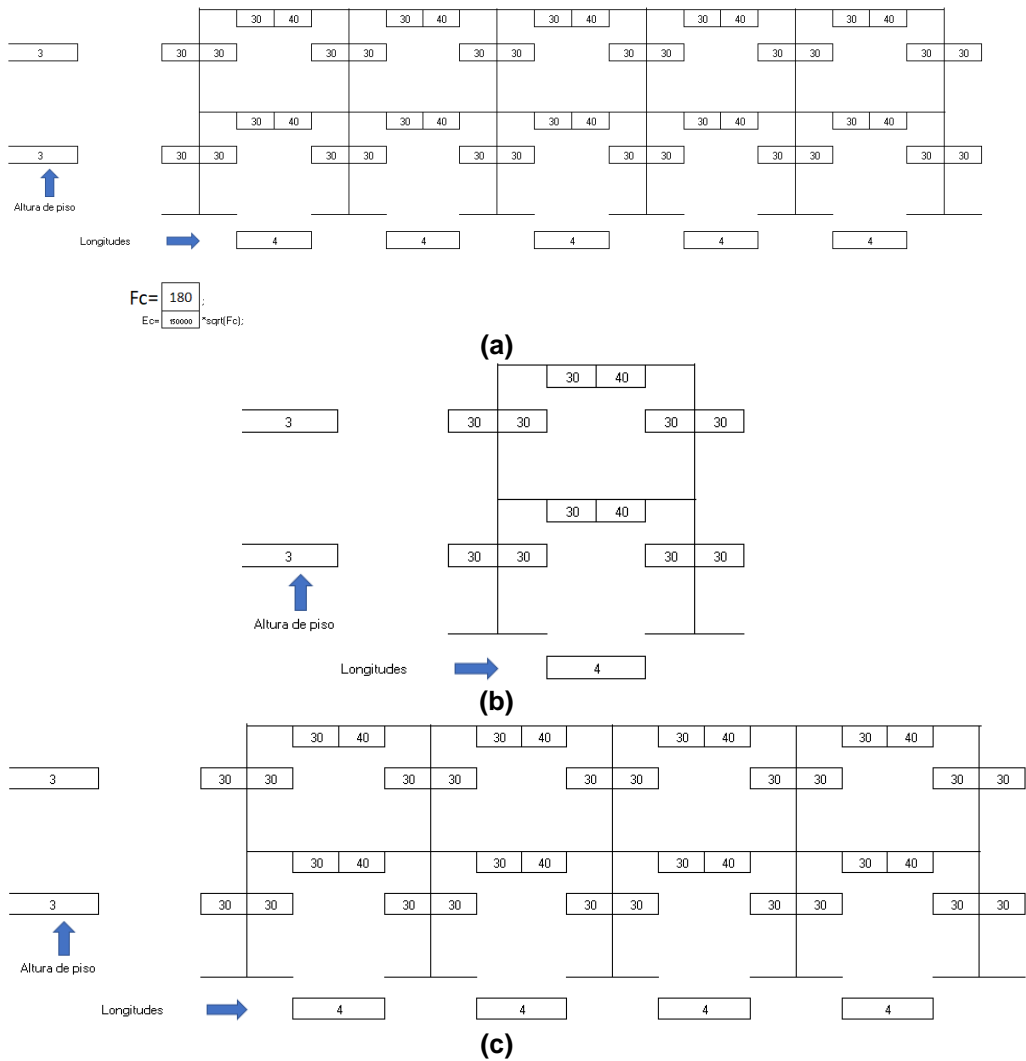 30 40 30 40 30 40 30 40 30 40
3 30 30 30 30 30 30 30 30 30 30 30 30
30 40 30 40 30 40 30 40 30 40
3 30 30 30 30 30 30 30 30 30 30 30 30
Altura de piso
Longitudes 4 4 4 4 4
Fc= 180 ;
Ec= 150000 *sqrt(Fc);
(a)
30 40
3 30 30 30 30
30 40
3 30 30 30 30
Altura de piso
Longitudes 4
(b)
30 40 30 40 30 40 30 40
3 30 30 30 30 30 30 30 30 30 30
30 40 30 40 30 40 30 40
3 30 30 30 30 30 30 30 30 30 30
Altura de piso
Longitudes 4 4 4 4
(c)